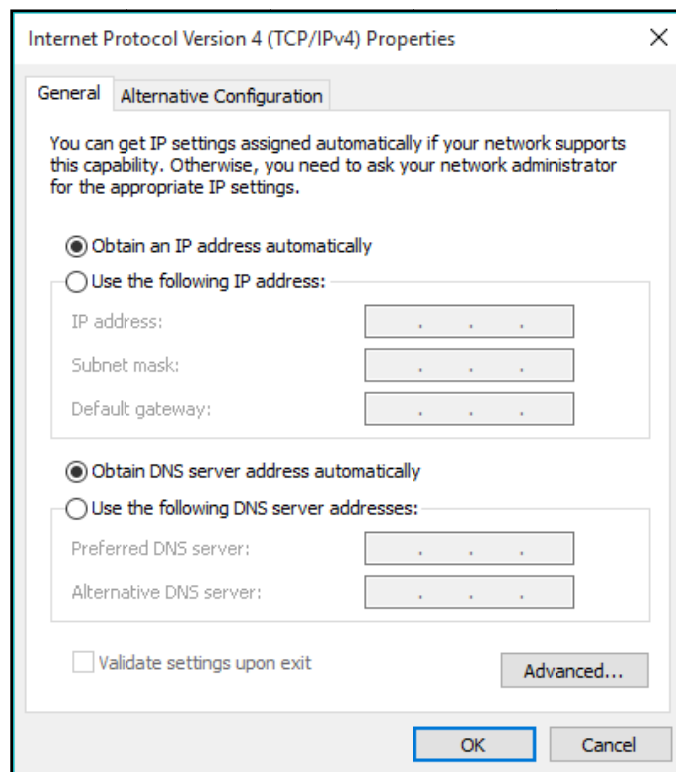 Internet Protocol Version 4 (TCP/IPv4) Properties
General
Alternative Configuration
You can get IP settings assigned automatically if your network supports
this capability. Otherwise, you need to ask your network administrator
for the appropriate IP settings.
Obtain an IP address automatically
Use the following IP address:
IP address:
. . .
Subnet mask:
. . .
Default gateway:
. . .
Obtain DNS server address automatically
Use the following DNS server addresses:
Preferred DNS server:
. . .
Alternative DNS server:
. . .
Validate settings upon exit
Advanced...
OK
Cancel